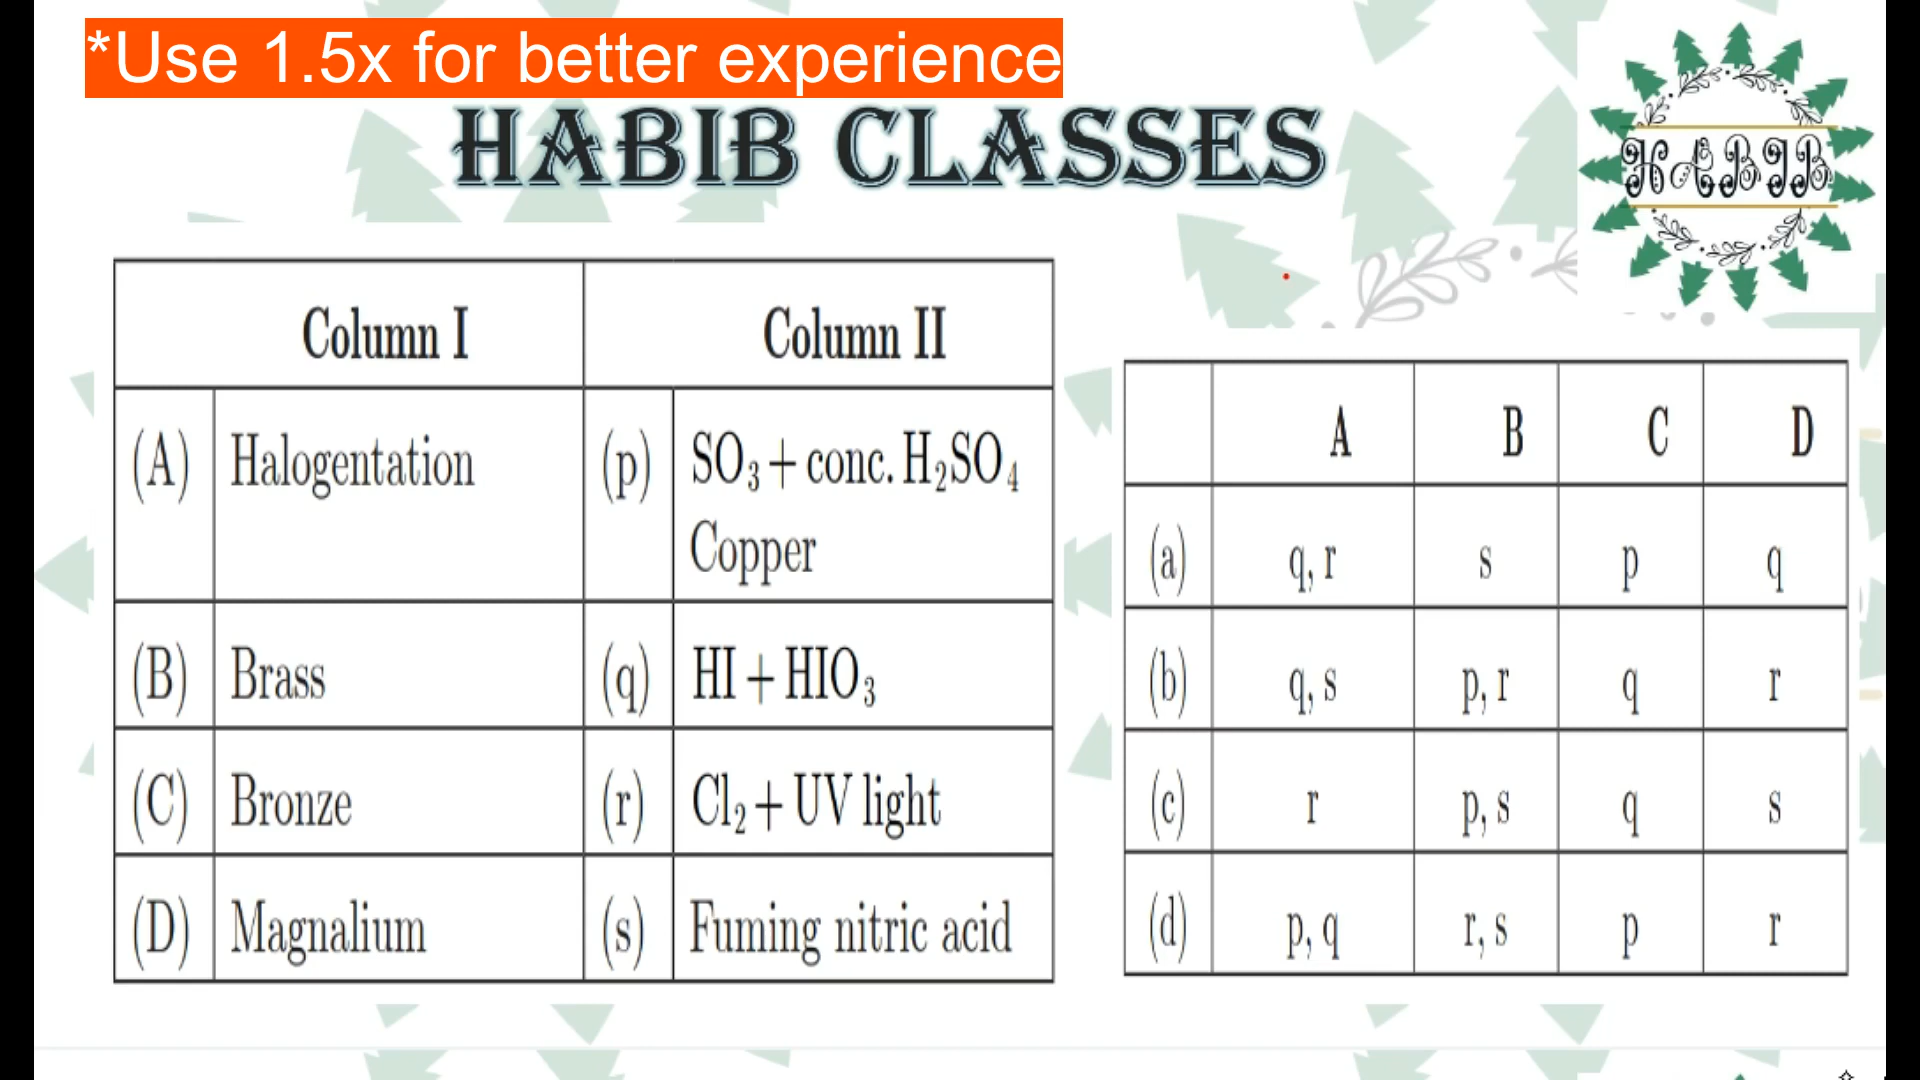 *Use 1.5x for better experience
HABIB CLASSES
HABIB
Column I Column II
(A) Halogentation (p) SO₃ + conc. H₂SO₄
Copper
(B) Brass (q) HI + HIO₃
(C) Bronze (r) Cl₂ + UV light
(D) Magnalium (s) Fuming nitric acid
A B C D
(a) q, r s p q
(b) q, s p, r q r
(c) r p, s q s
(d) p, q r, s p r